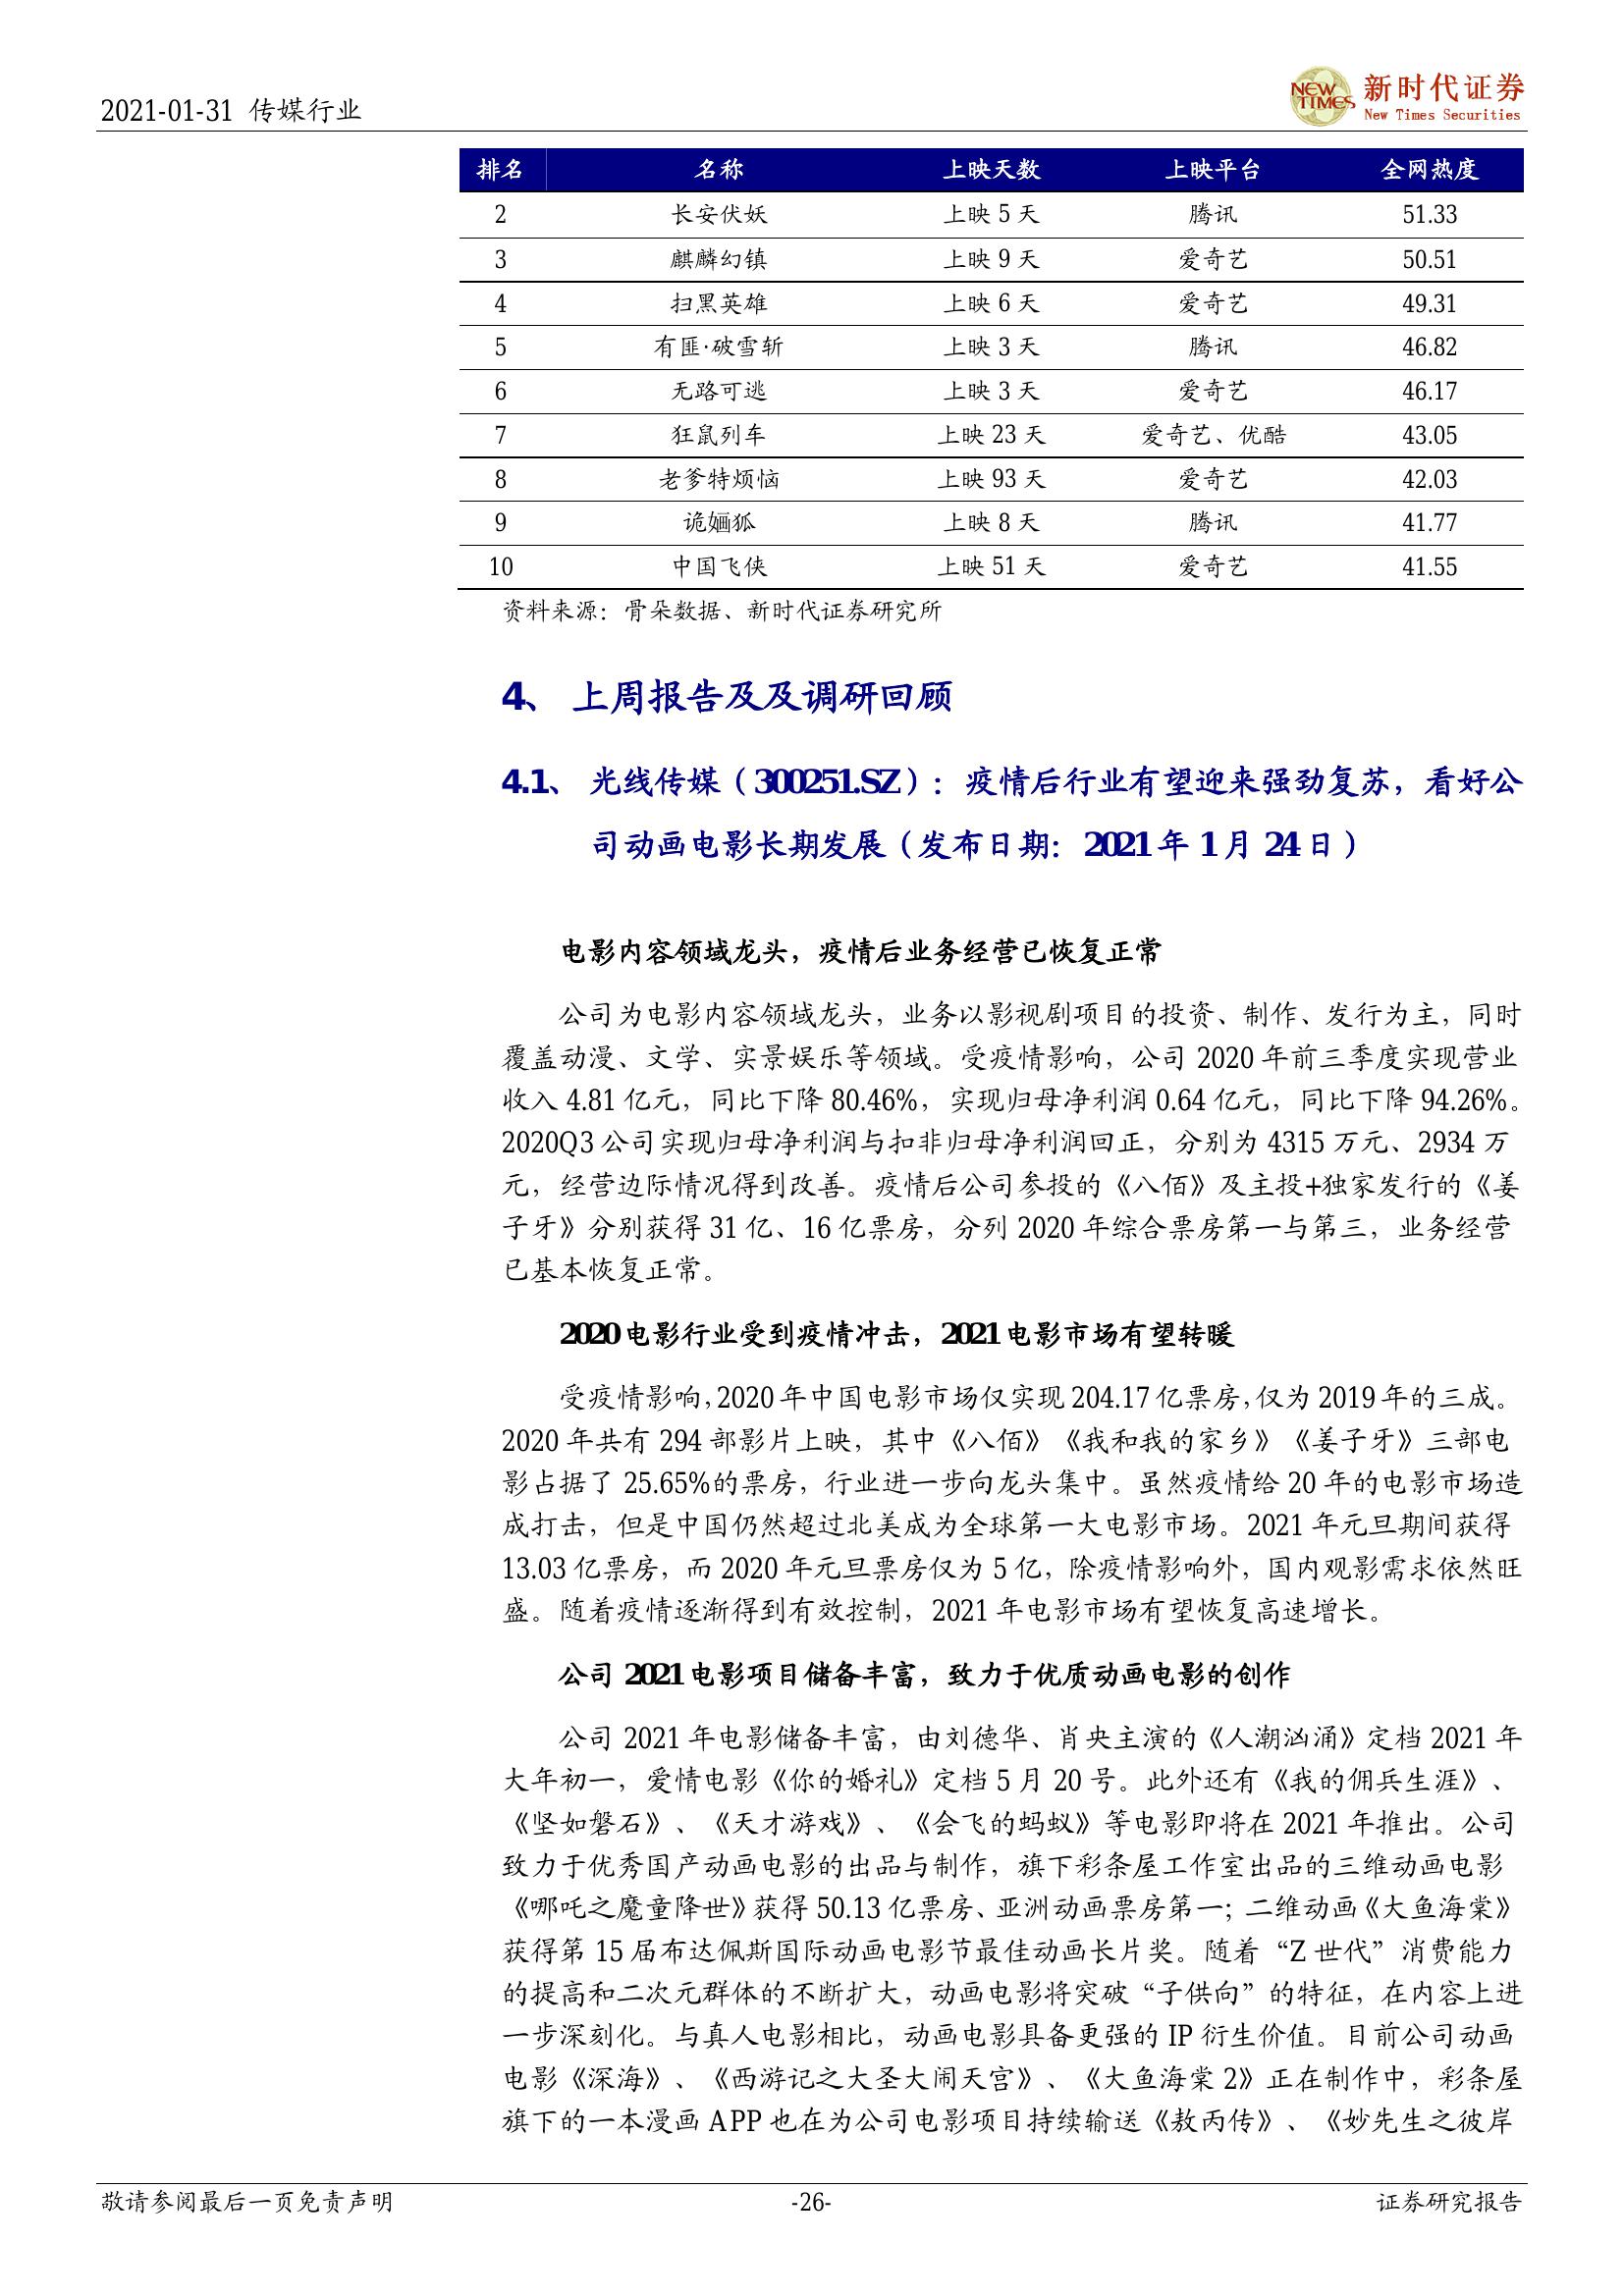 2021-01-31 传媒行业
NEW TIMES 新时代证券
New Times Securities
排名 名称 上映天数 上映平台 全网热度
2 长安伏妖 上映 5 天 腾讯 51.33
3 麒麟幻镇 上映 9 天 爱奇艺 50.51
4 扫黑英雄 上映 6 天 爱奇艺 49.31
5 有匪·破雪斩 上映 3 天 腾讯 46.82
6 无路可逃 上映 3 天 爱奇艺 46.17
7 狂鼠列车 上映 23 天 爱奇艺、优酷 43.05
8 老爹特烦恼 上映 93 天 爱奇艺 42.03
9 诡婳狐 上映 8 天 腾讯 41.77
10 中国飞侠 上映 51 天 爱奇艺 41.55
资料来源：骨朵数据、新时代证券研究所
4、 上周报告及及调研回顾
4.1、 光线传媒（300251.SZ）：疫情后行业有望迎来强劲复苏，看好公
司动画电影长期发展（发布日期：2021 年 1 月 24 日）
电影内容领域龙头，疫情后业务经营已恢复正常
公司为电影内容领域龙头，业务以影视剧项目的投资、制作、发行为主，同时
覆盖动漫、文学、实景娱乐等领域。受疫情影响，公司 2020 年前三季度实现营业
收入 4.81 亿元，同比下降 80.46%，实现归母净利润 0.64 亿元，同比下降 94.26%。
2020Q3 公司实现归母净利润与扣非归母净利润回正，分别为 4315 万元、2934 万
元，经营边际情况得到改善。疫情后公司参投的《八佰》及主投+独家发行的《姜
子牙》分别获得 31 亿、16 亿票房，分列 2020 年综合票房第一与第三，业务经营
已基本恢复正常。
2020 电影行业受到疫情冲击，2021 电影市场有望转暖
受疫情影响，2020 年中国电影市场仅实现 204.17 亿票房，仅为 2019 年的三成。
2020 年共有 294 部影片上映，其中《八佰》《我和我的家乡》《姜子牙》三部电
影占据了 25.65%的票房，行业进一步向龙头集中。虽然疫情给 20 年的电影市场造
成打击，但是中国仍然超过北美成为全球第一大电影市场。2021 年元旦期间获得
13.03 亿票房，而 2020 年元旦票房仅为 5 亿，除疫情影响外，国内观影需求依然旺
盛。随着疫情逐渐得到有效控制，2021 年电影市场有望恢复高速增长。
公司 2021 电影项目储备丰富，致力于优质动画电影的创作
公司 2021 年电影储备丰富，由刘德华、肖央主演的《人潮汹涌》定档 2021 年
大年初一，爱情电影《你的婚礼》定档 5 月 20 号。此外还有《我的佣兵生涯》、
《坚如磐石》、《天才游戏》、《会飞的蚂蚁》等电影即将在 2021 年推出。公司
致力于优秀国产动画电影的出品与制作，旗下彩条屋工作室出品的三维动画电影
《哪吒之魔童降世》获得 50.13 亿票房、亚洲动画票房第一；二维动画《大鱼海棠》
获得第 15 届布达佩斯国际动画电影节最佳动画长片奖。随着“Z 世代”消费能力
的提高和二次元群体的不断扩大，动画电影将突破“子供向”的特征，在内容上进
一步深刻化。与真人电影相比，动画电影具备更强的 IP 衍生价值。目前公司动画
电影《深海》、《西游记之大圣大闹天宫》、《大鱼海棠 2》正在制作中，彩条屋
旗下的一本漫画 APP 也在为公司电影项目持续输送《敖丙传》、《妙先生之彼岸
敬请参阅最后一页免责声明 -26- 证券研究报告